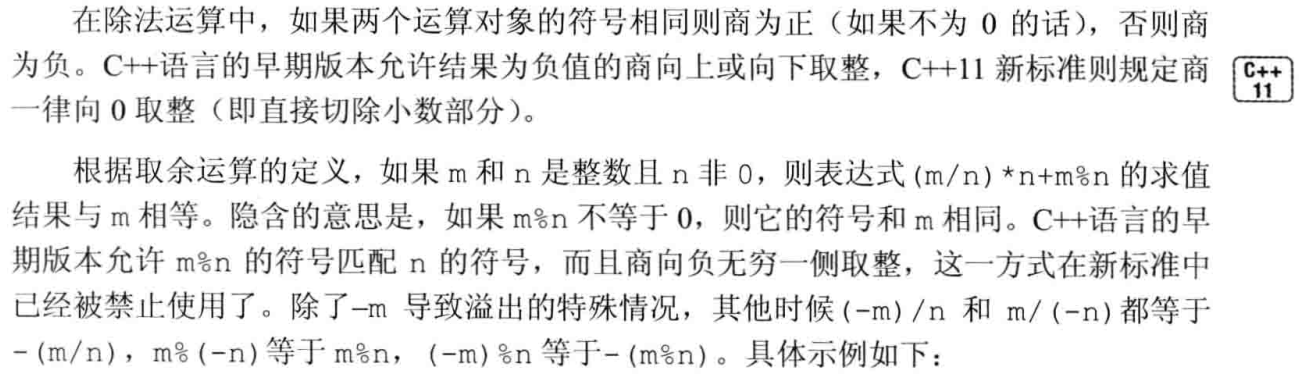 在除法运算中，如果两个运算对象的符号相同则商为正（如果不为 0 的话），否则商
为负。C++语言的早期版本允许结果为负值的商向上或向下取整，C++11 新标准则规定商
一律向 0 取整（即直接切除小数部分）。
C++
11
根据取余运算的定义，如果 m 和 n 是整数且 n 非 0，则表达式(m/n)*n+m%n 的求值
结果与 m 相等。隐含的意思是，如果 m%n 不等于 0，则它的符号和 m 相同。C++语言的早
期版本允许 m%n 的符号匹配 n 的符号，而且商向负无穷一侧取整，这一方式在新标准中
已经被禁止使用了。除了–m 导致溢出的特殊情况，其他时候(-m)/n 和 m/(-n)都等于
-(m/n)，m%(-n)等于 m%n，(-m)%n 等于-(m%n)。具体示例如下：